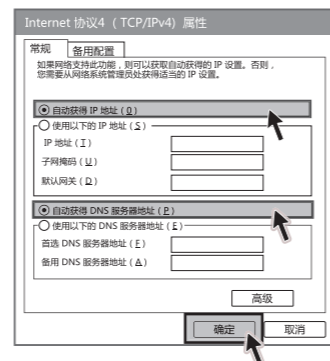 Internet 协议4 （ TCP/IPv4) 属性
常规 备用配置
如果网络支持此功能，则可以获取自动获得的 IP 设置。否则，
您需要从网络系统管理员处获得适当的 IP 设置。
自动获得 IP 地址 ( 0 )
使用以下的 IP 地址 ( S )
IP 地址 ( I )
子网掩码 ( U )
默认网关 ( D )
自动获得 DNS 服务器地址 ( P )
使用以下的 DNS 服务器地址 ( E )
首选 DNS 服务器地址 ( F )
备用 DNS 服务器地址 ( A )
高级
确定 取消